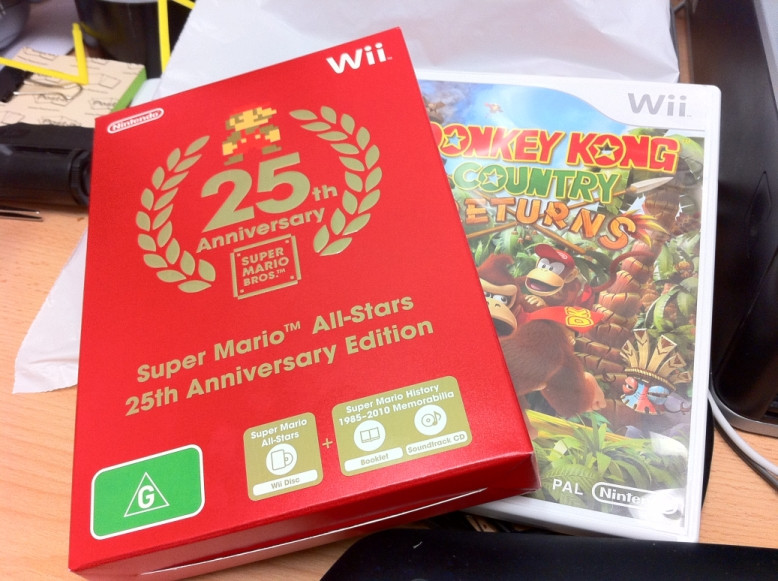 Wii
Nintendo
25th
Anniversary
SUPER
MARIO
BROS.™
Super Mario™ All-Stars
25th Anniversary Edition
Super Mario
All-Stars
Wii Disc
+
Super Mario History
1985-2010 Memorabilia
Booklet
Soundtrack CD
G
Wii
DONKEY KONG
COUNTRY
RETURNS
PAL
Nintendo